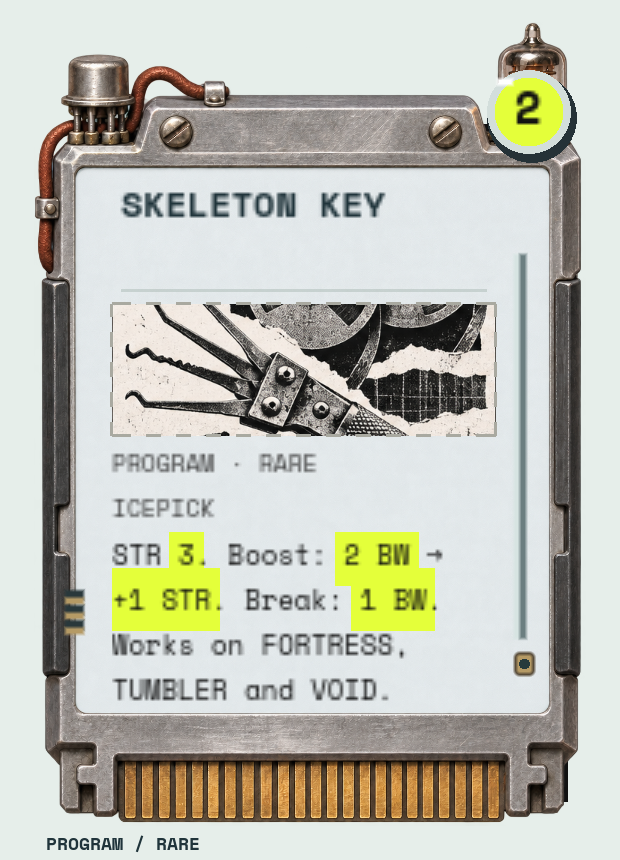 2
SKELETON KEY
PROGRAM · RARE
ICEPICK
STR 3. Boost: 2 BW →
+1 STR. Break: 1 BW.
Works on FORTRESS,
TUMBLER and VOID.
PROGRAM / RARE